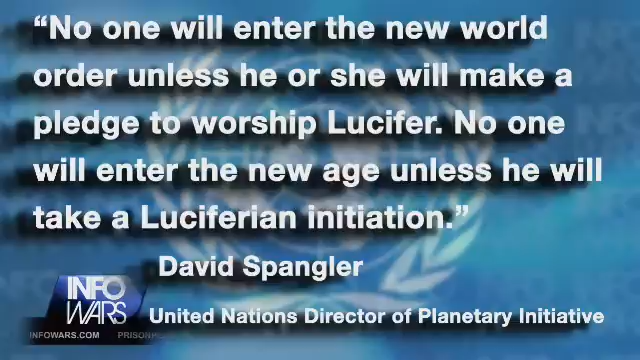 “No one will enter the new world
order unless he or she will make a
pledge to worship Lucifer. No one
will enter the new age unless he will
take a Luciferian initiation.”
David Spangler
United Nations Director of Planetary Initiative
INFO
WARS
INFOWARS.COM